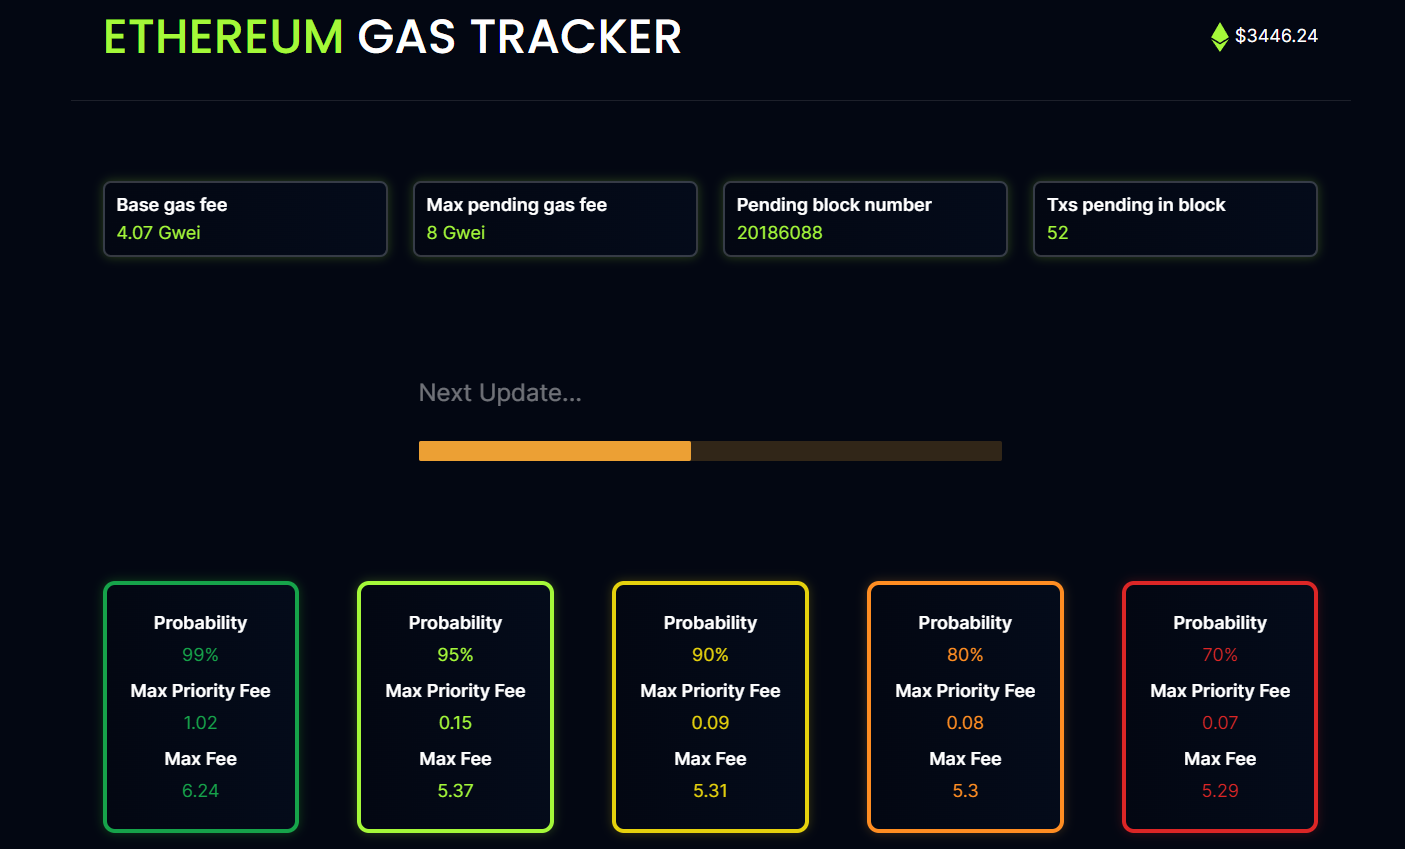 ETHEREUM GAS TRACKER
$3446.24
Base gas fee
4.07 Gwei
Max pending gas fee
8 Gwei
Pending block number
20186088
Txs pending in block
52
Next Update...
Probability
99%
Max Priority Fee
1.02
Max Fee
6.24
Probability
95%
Max Priority Fee
0.15
Max Fee
5.37
Probability
90%
Max Priority Fee
0.09
Max Fee
5.31
Probability
80%
Max Priority Fee
0.08
Max Fee
5.3
Probability
70%
Max Priority Fee
0.07
Max Fee
5.29